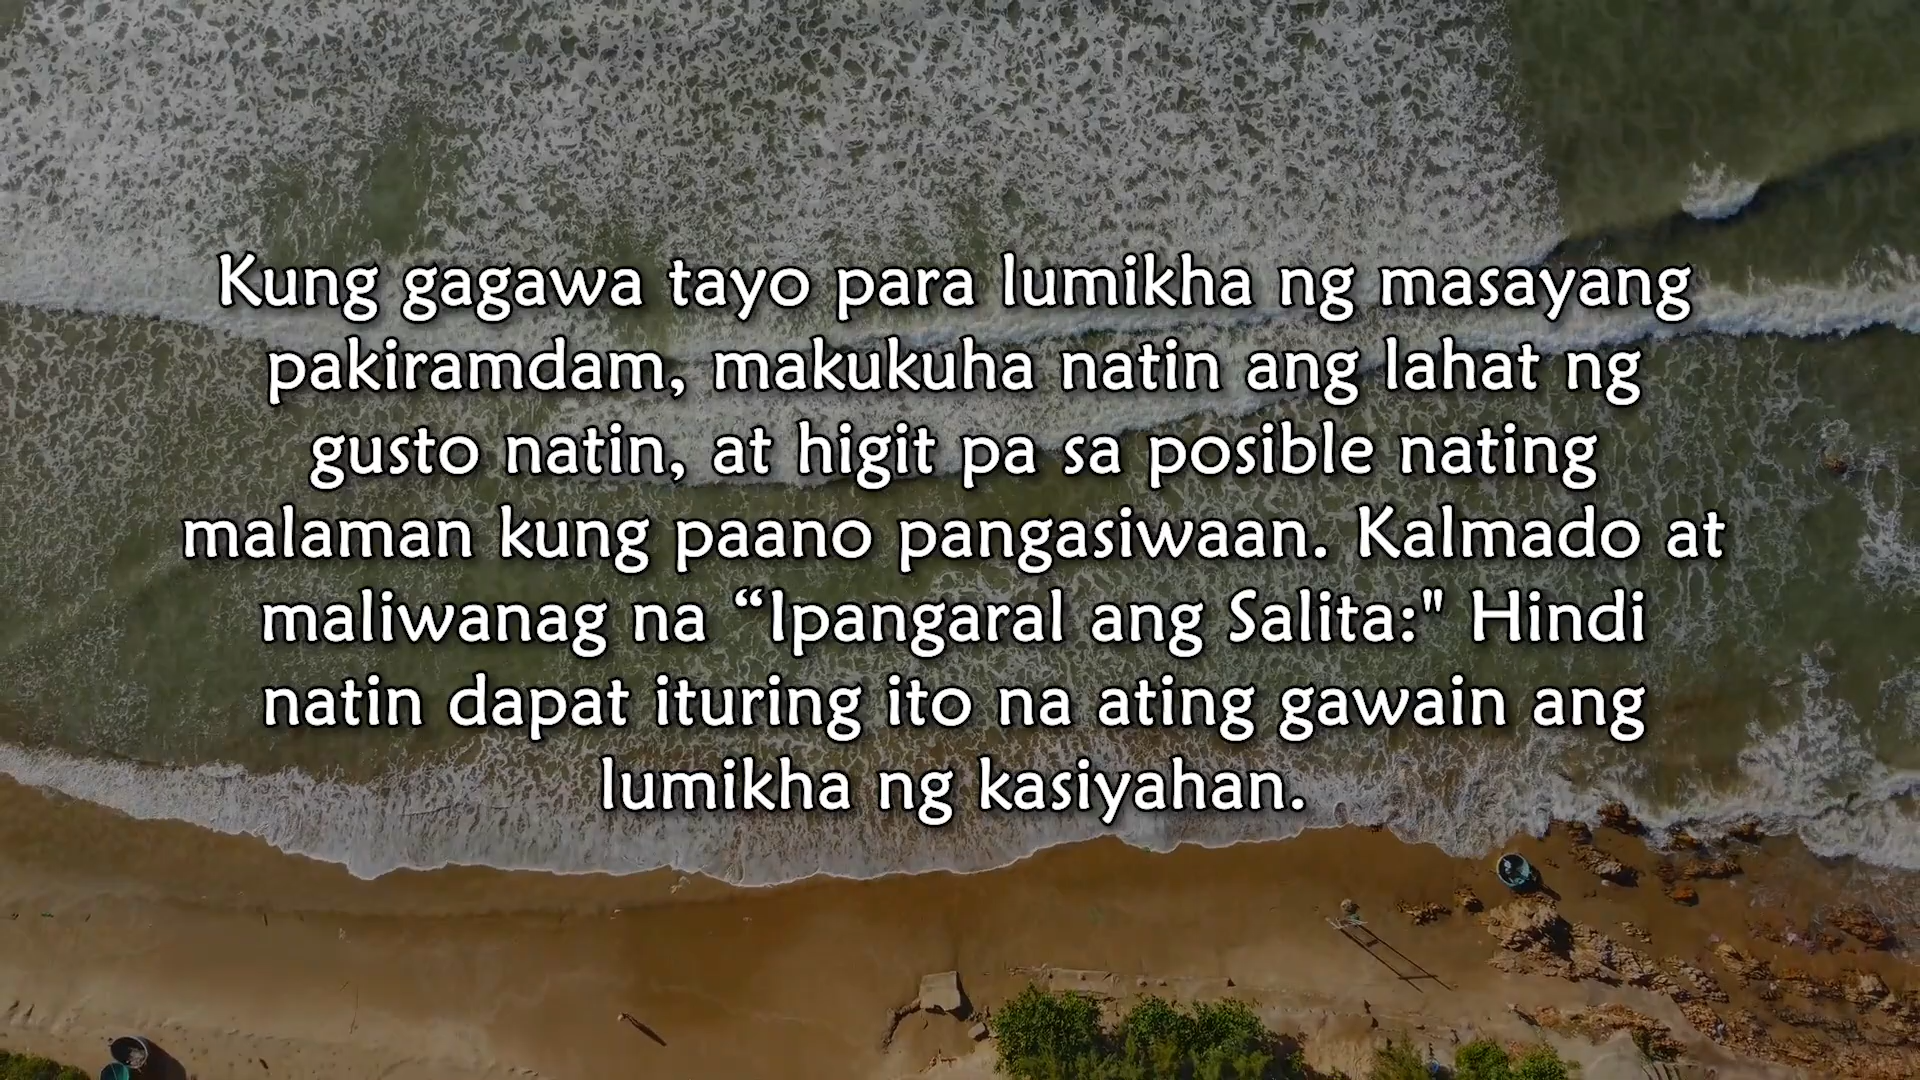 Kung gagawa tayo para lumikha ng masayang
pakiramdam, makukuha natin ang lahat ng
gusto natin, at higit pa sa posible nating
malaman kung paano pangasiwaan. Kalmado at
maliwanag na “Ipangaral ang Salita:" Hindi
natin dapat ituring ito na ating gawain ang
lumikha ng kasiyahan.